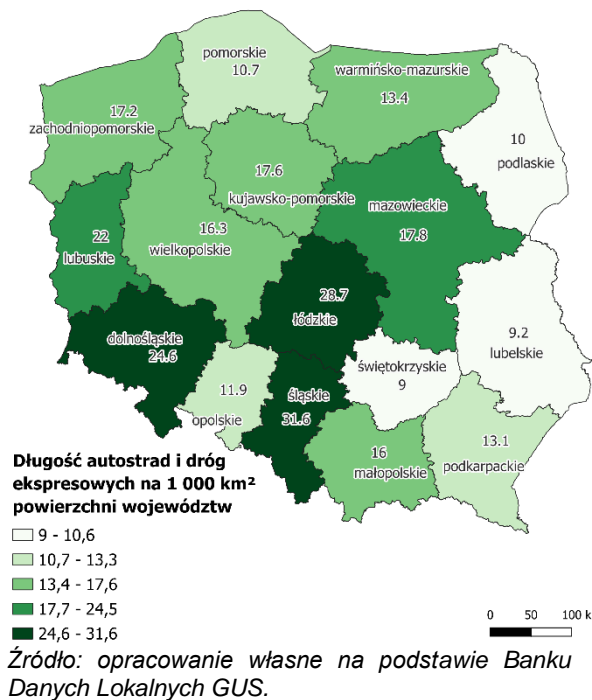 pomorskie
10.7
warmińsko-mazurskie
13.4
17.2
zachodniopomorskie
10
podlaskie
17.6
kujawsko-pomorskie
mazowieckie
17.8
16.3
wielkopolskie
22
lubuskie
28.7
łódzkie
dolnośląskie
24.6
9.2
lubelskie
świętokrzyskie
9
11.9
opolskie
śląskie
31.6
16
małopolskie
13.1
podkarpackie
Długość autostrad i dróg
ekspresowych na 1 000 km²
powierzchni województw
9 - 10,6
10,7 - 13,3
13,4 - 17,6
17,7 - 24,5
24,6 - 31,6
0 50 100 k
Źródło: opracowanie własne na podstawie Banku
Danych Lokalnych GUS.